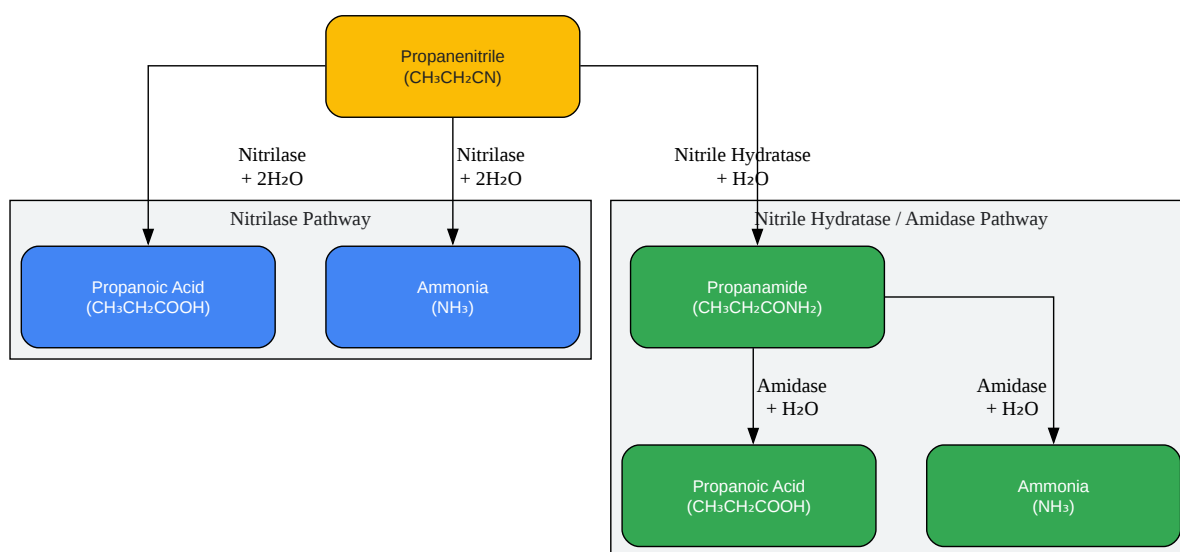 Propanenitrile
(CH₃CH₂CN)
Nitrilase
+ 2H₂O
Nitrilase
+ 2H₂O
Nitrile Hydratase
+ H₂O
Nitrilase Pathway
Nitrile Hydratase / Amidase Pathway
Propanoic Acid
(CH₃CH₂COOH)
Ammonia
(NH₃)
Propanamide
(CH₃CH₂CONH₂)
Amidase
+ H₂O
Amidase
+ H₂O
Propanoic Acid
(CH₃CH₂COOH)
Ammonia
(NH₃)